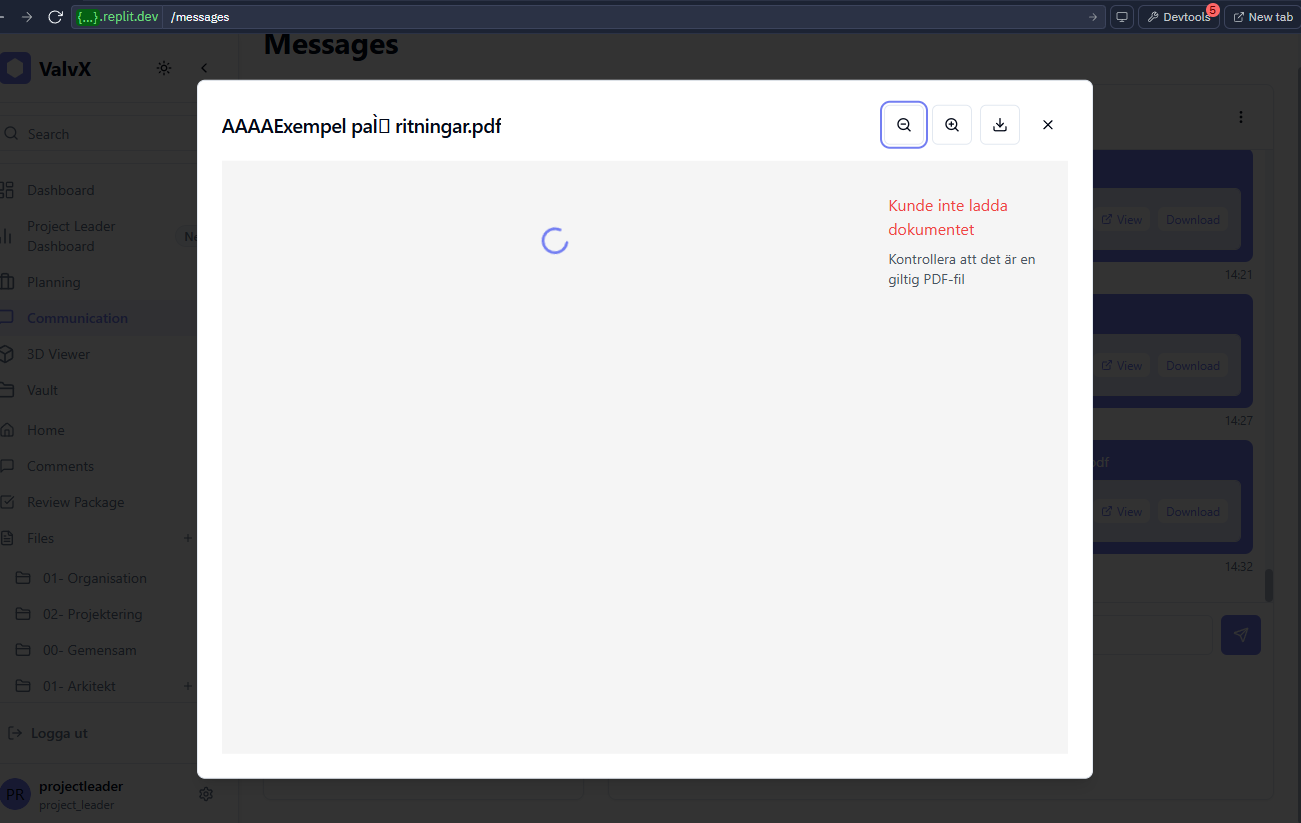 {...}.replit.dev /messages
Devtools 5
New tab
Messages
ValvX
Search
Dashboard
Project Leader
Dashboard
Ne
Planning
Communication
3D Viewer
Vault
Home
Comments
Review Package
Files
01- Organisation
02- Projektering
00- Gemensam
01- Arkitekt
Logga ut
PR
projectleader
project_leader
AAAAExempel paÌ□ ritningar.pdf
Kunde inte ladda
dokumentet
Kontrollera att det är en
giltig PDF-fil
View Download
14:21
View Download
14:27
pdf
View Download
14:32